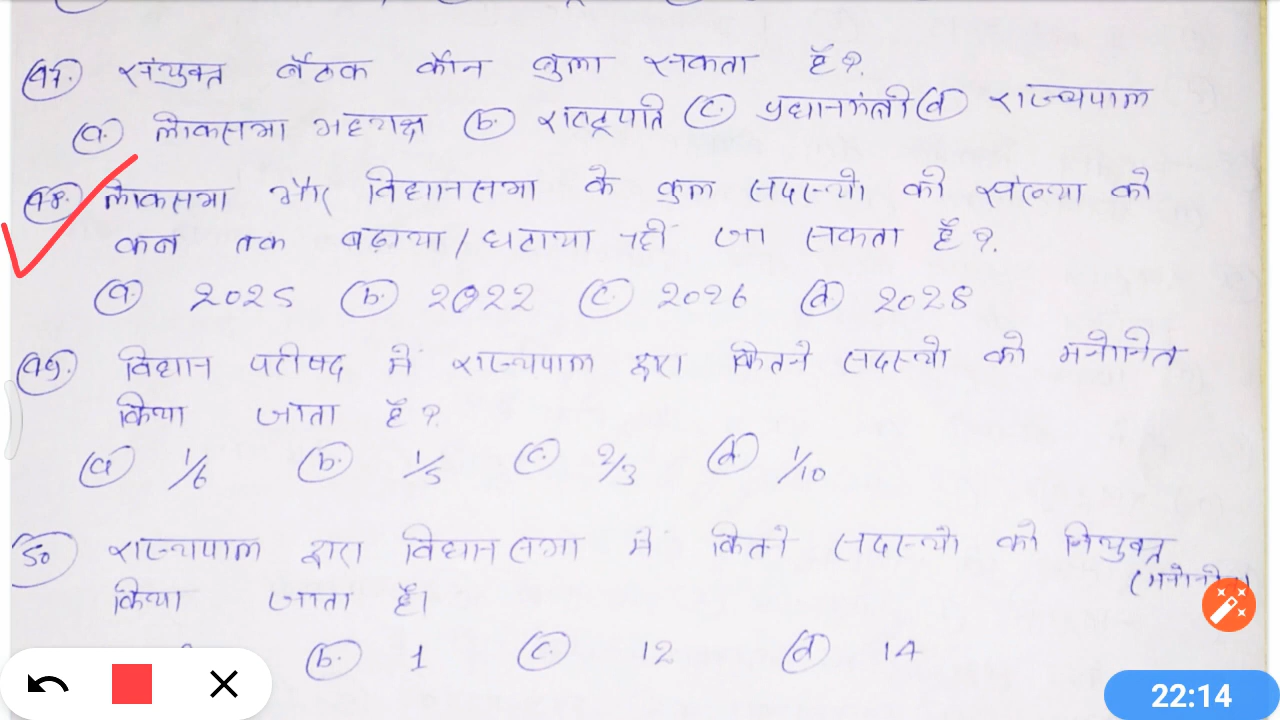 47. संयुक्त बैठक कौन बुला सकता है?
a. लोकसभा अध्यक्ष b. राष्ट्रपति c. प्रधानमंत्री d. राज्यपाल
48. लोकसभा और विधानसभा के कुल सदस्यो की संख्या को
कब तक बढ़ाया/घटाया नहीं जा सकता है?
a 2025 b. 2022 c. 2026 d. 2028
49. विधान परीषद में राज्यपाल द्वारा कितने सदस्यो को मनोनित
किया जाता है?
a 1/6 b. 1/5 c. 2/3 d. 1/10
50 राज्यपाल द्वारा विधानसभा में कितने सदस्यो को नियुक्त
किया जाता है।
b. 1 c. 12 d 14
22:14